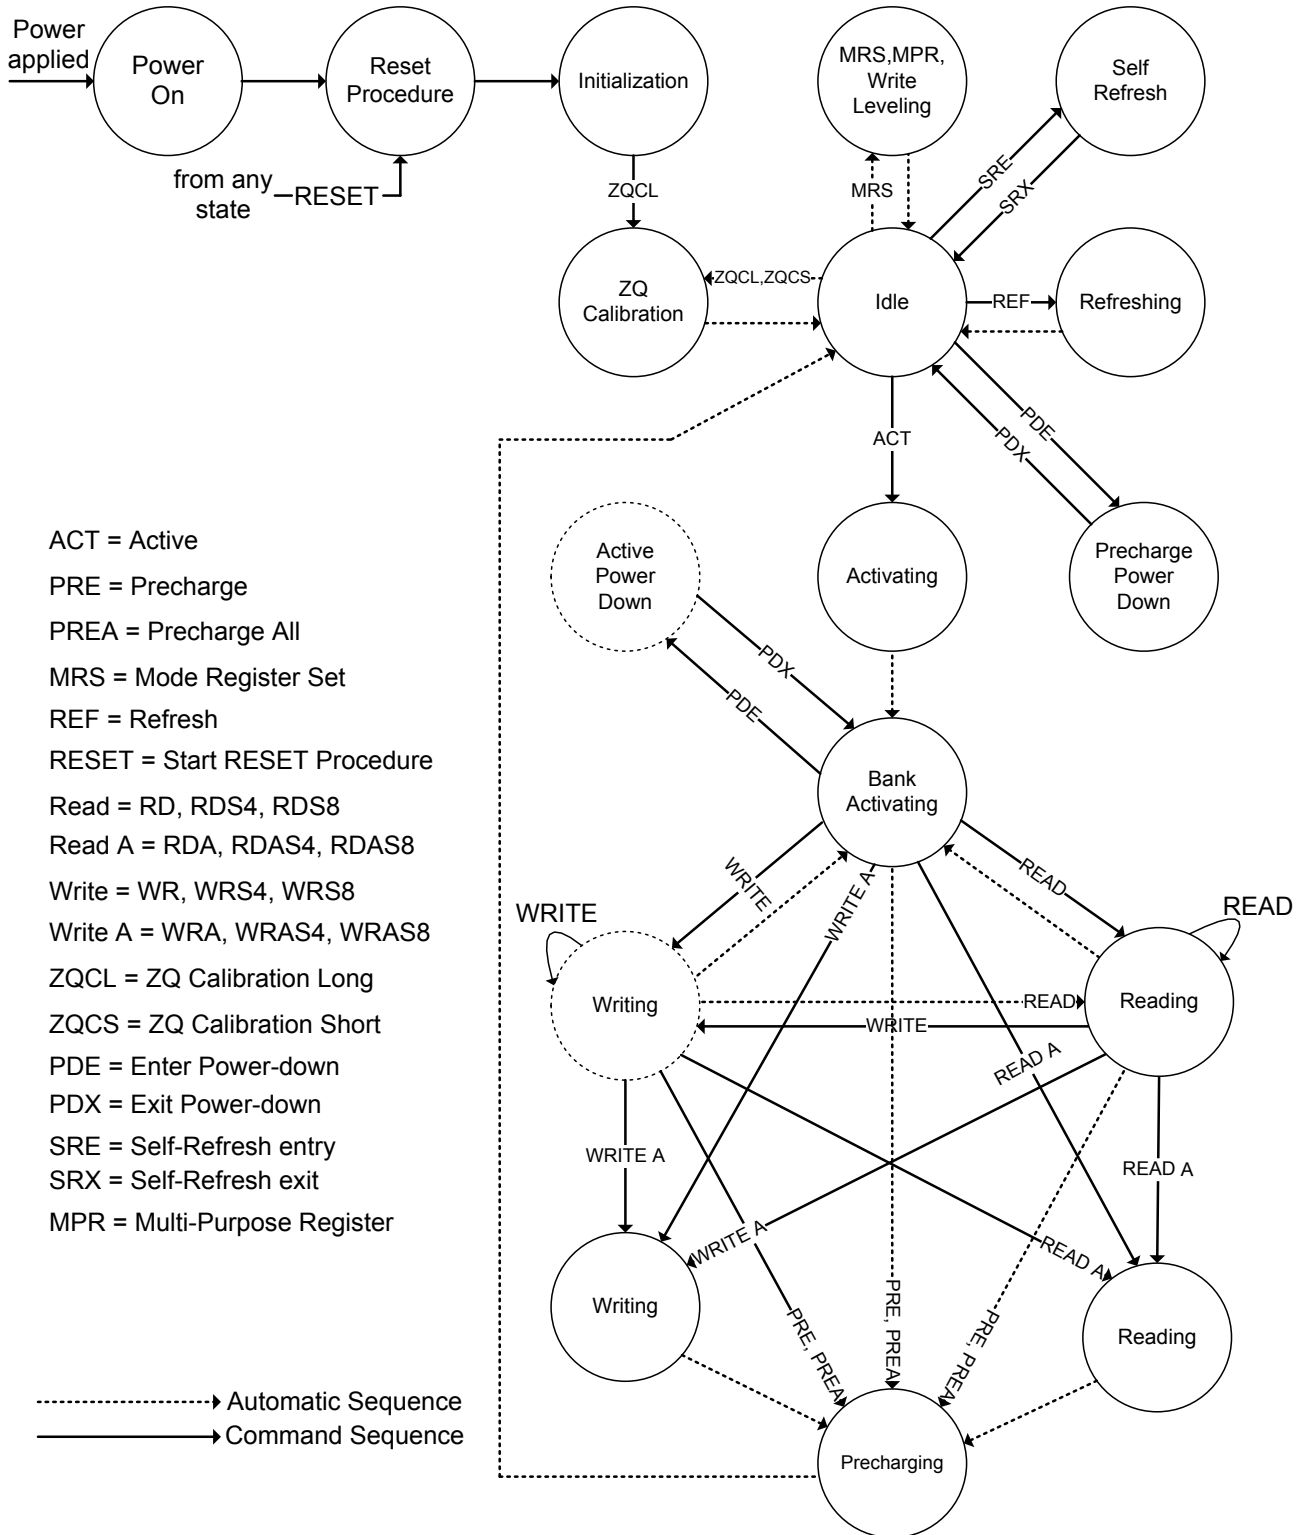 Power
applied
Power
On
Reset
Procedure
Initialization
MRS,MPR,
Write
Leveling
Self
Refresh
from any
state
RESET
ZQCL
MRS
SRE
SRX
ZQ
Calibration
ZQCL,ZQCS
Idle
REF
Refreshing
ACT
PDE
PDX
Active
Power
Down
Activating
Precharge
Power
Down
PDX
PDE
Bank
Activating
WRITE
WRITE A
READ
WRITE
READ
Writing
READ
WRITE
Reading
READ A
WRITE A
READ A
WRITE A
READ A
Writing
PRE, PREA
PRE, PREA
PRE, PREA
Reading
Precharging
ACT = Active
PRE = Precharge
PREA = Precharge All
MRS = Mode Register Set
REF = Refresh
RESET = Start RESET Procedure
Read = RD, RDS4, RDS8
Read A = RDA, RDAS4, RDAS8
Write = WR, WRS4, WRS8
Write A = WRA, WRAS4, WRAS8
ZQCL = ZQ Calibration Long
ZQCS = ZQ Calibration Short
PDE = Enter Power-down
PDX = Exit Power-down
SRE = Self-Refresh entry
SRX = Self-Refresh exit
MPR = Multi-Purpose Register
Automatic Sequence
Command Sequence